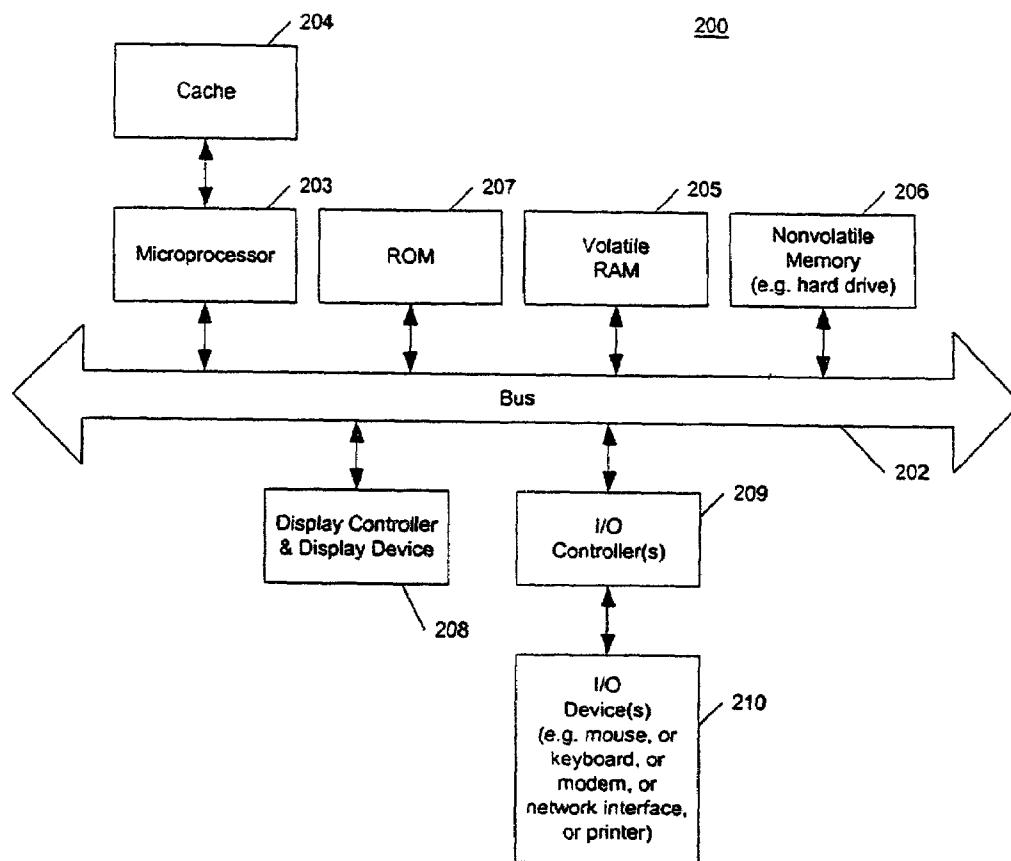 204
200
Cache
203
207
205
206
Microprocessor
ROM
Volatile
RAM
Nonvolatile
Memory
(e.g. hard drive)
Bus
202
209
Display Controller
& Display Device
I/O
Controller(s)
208
I/O
Device(s)
(e.g. mouse, or
keyboard, or
modem, or
network interface,
or printer)
210